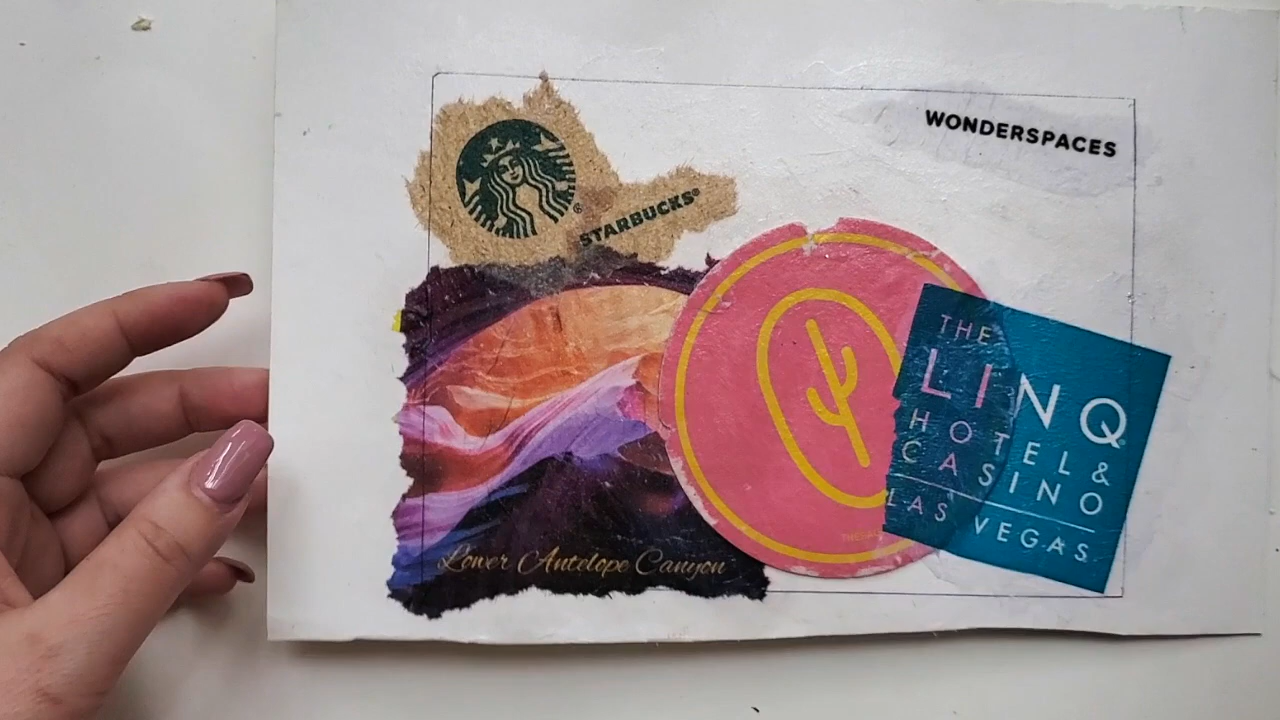 WONDERSPACES
STARBUCKS®
Lower Antelope Canyon
THE
LINQ
HOTEL &
CASINO
LAS VEGAS